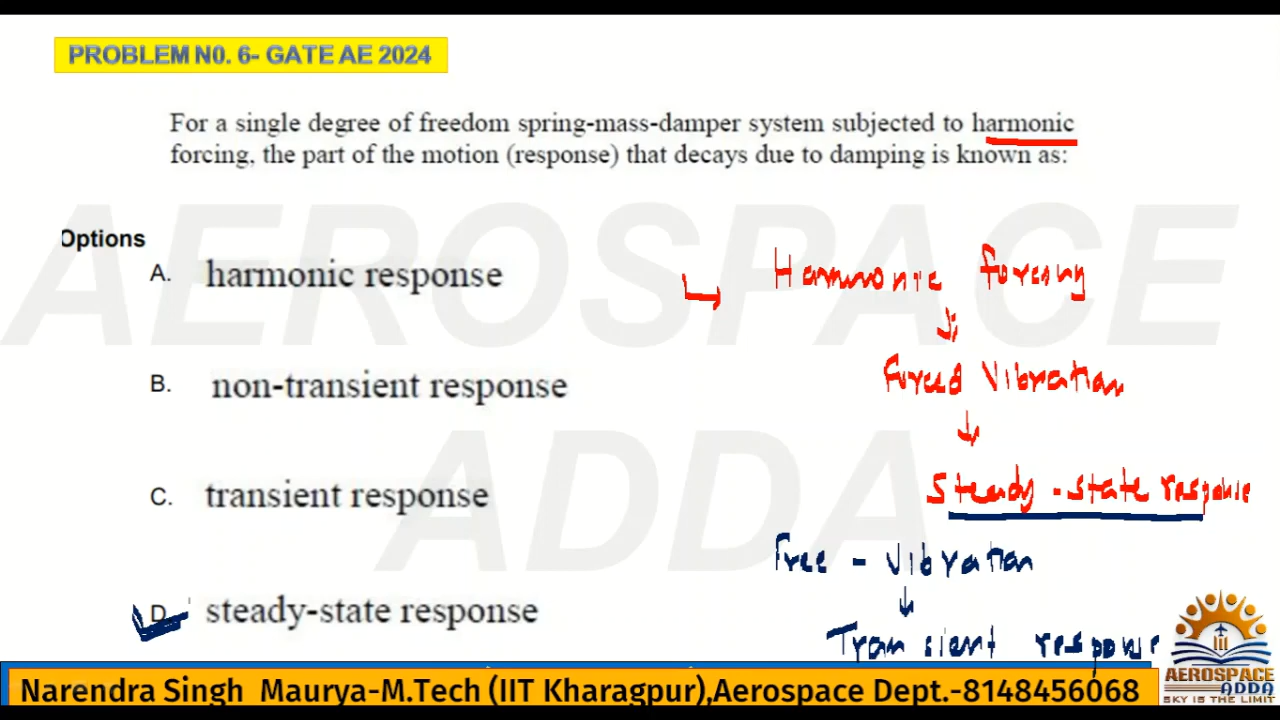 PROBLEM N0. 6- GATE AE 2024
For a single degree of freedom spring-mass-damper system subjected to harmonic
forcing, the part of the motion (response) that decays due to damping is known as:
Options
A. harmonic response
B. non-transient response
C. transient response
D. steady-state response
Harmonic forcing
Forced Vibration
Steady-state response
Free - Vibration
Transient response
AEROSPACE
ADDA
Narendra Singh Maurya-M.Tech (IIT Kharagpur),Aerospace Dept.-8148456068
AEROSPACE
ADDA
SKY IS THE LIMIT